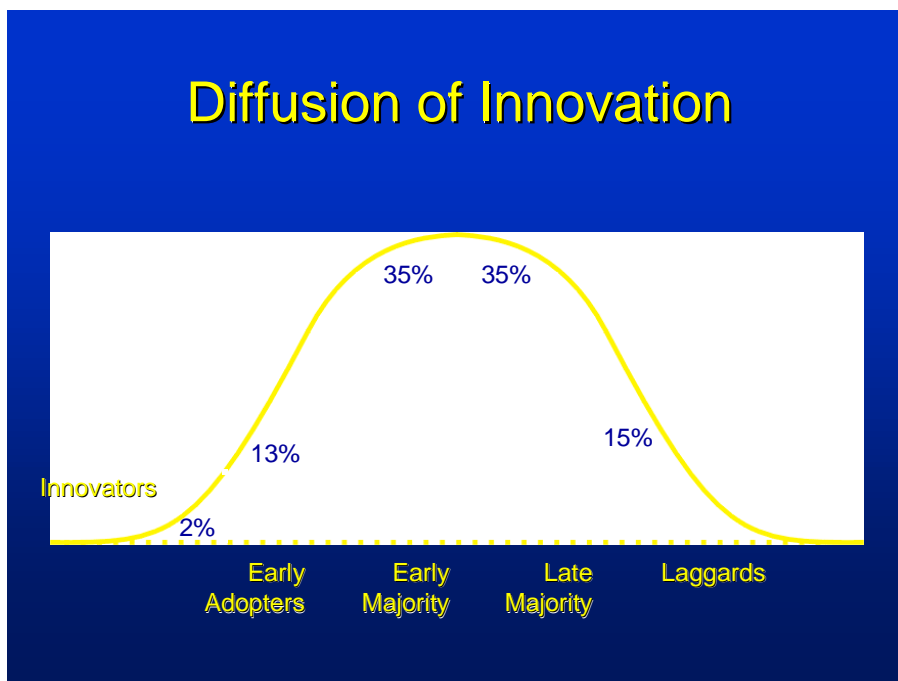 Diffusion of Innovation
35% 35%
15%
13%
Innovators
2%
Early Early Late Laggards
Adopters Majority Majority